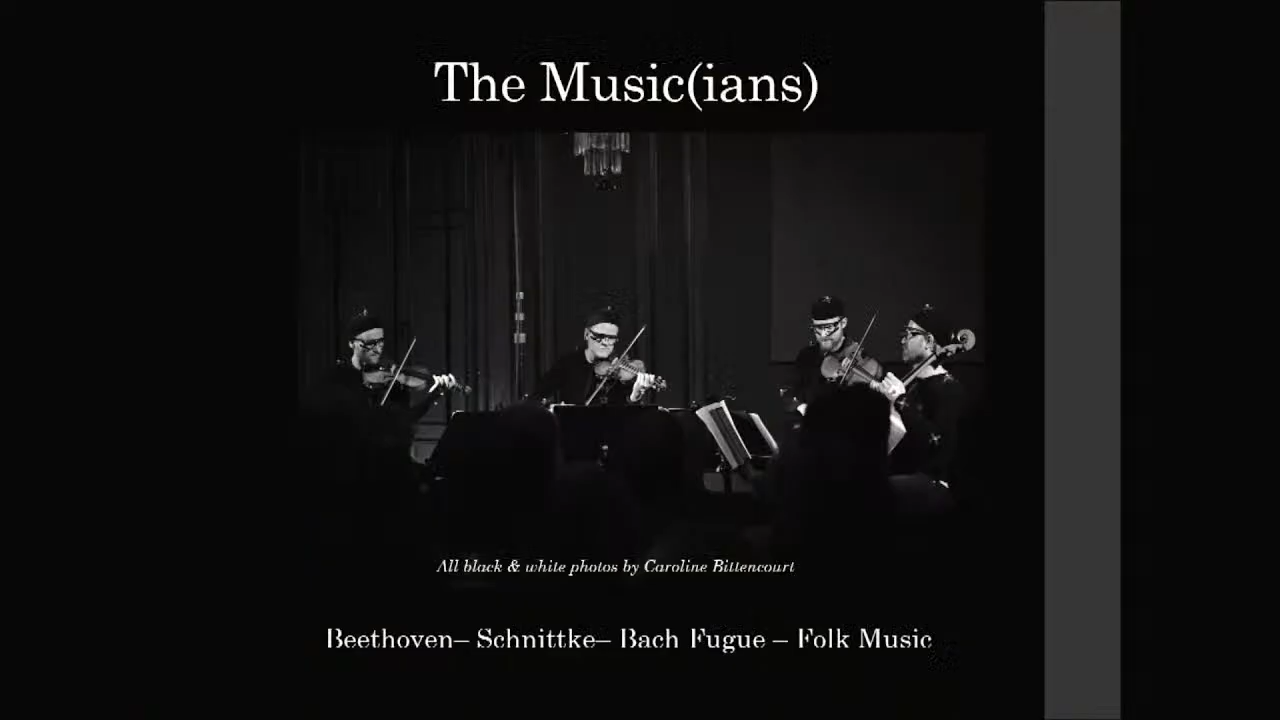 The Music(ians)
All black & white photos by Caroline Bittencourt
Beethoven– Schnittke– Bach Fugue – Folk Music